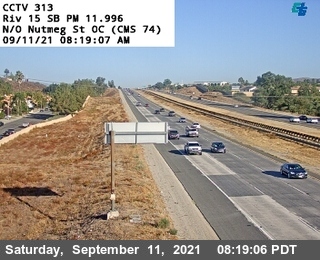 CCTV 313
Riv 15 SB PM 11.996
N/O Nutmeg St OC (CMS 74)
09/11/21 08:19:07 AM
Saturday, September 11, 2021 08:19:06 PDT